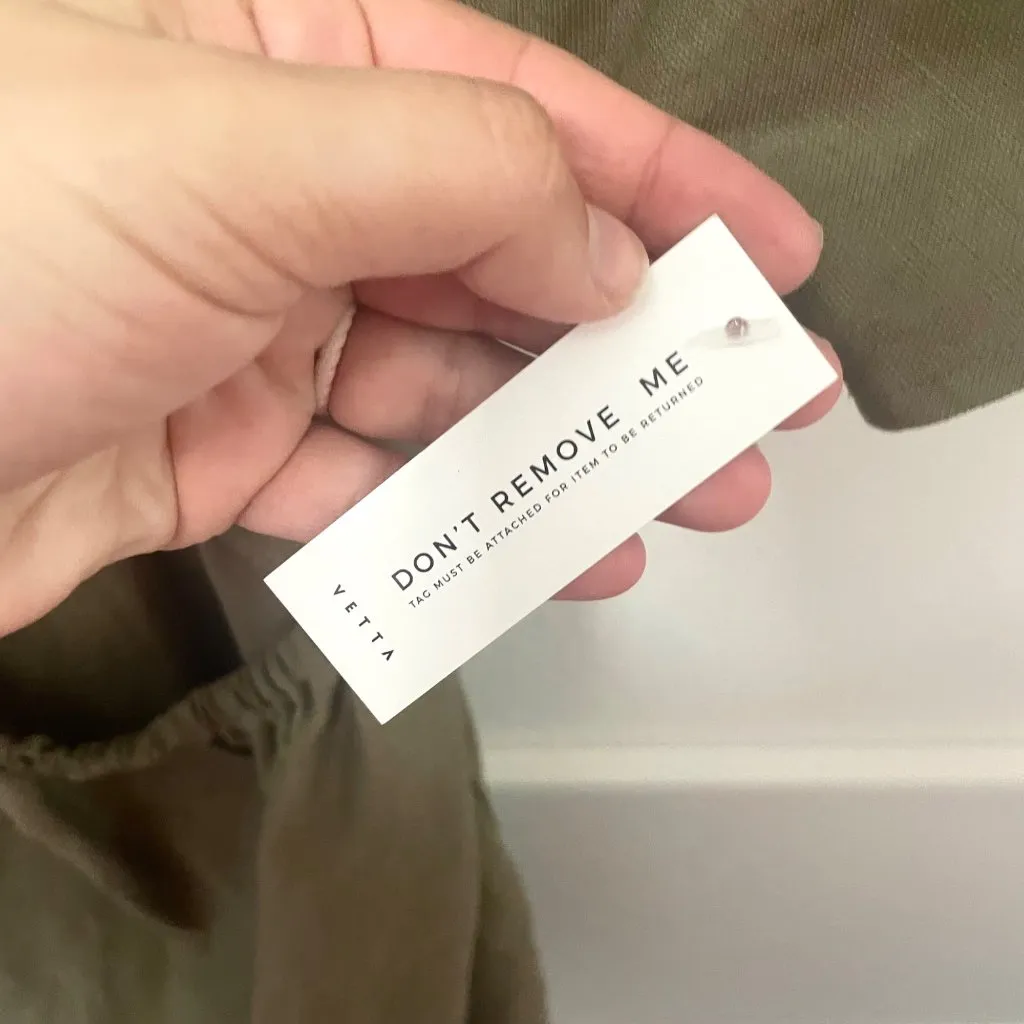 DON'T REMOVE ME
TAG MUST BE ATTACHED FOR ITEM TO BE RETURNED
VETTA